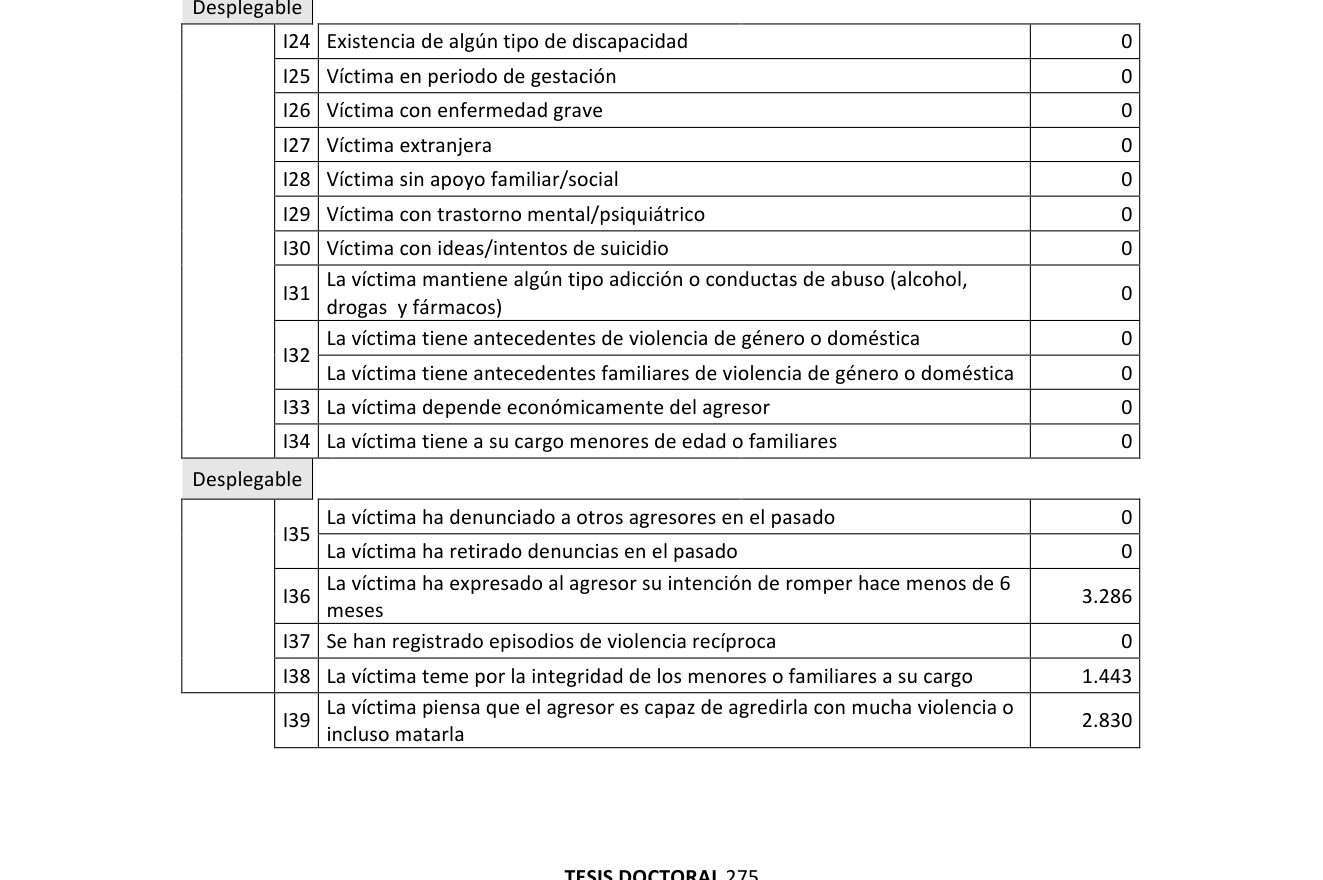 Desplegable
I24 Existencia de algún tipo de discapacidad 0
I25 Víctima en periodo de gestación 0
I26 Víctima con enfermedad grave 0
I27 Víctima extranjera 0
I28 Víctima sin apoyo familiar/social 0
I29 Víctima con trastorno mental/psiquiátrico 0
I30 Víctima con ideas/intentos de suicidio 0
La víctima mantiene algún tipo adicción o conductas de abuso (alcohol,
I31 0
drogas y fármacos)
La víctima tiene antecedentes de violencia de género o doméstica 0
I32
La víctima tiene antecedentes familiares de violencia de género o doméstica 0
I33 La víctima depende económicamente del agresor 0
I34 La víctima tiene a su cargo menores de edad o familiares 0
Desplegable
La víctima ha denunciado a otros agresores en el pasado 0
I35
La víctima ha retirado denuncias en el pasado 0
La víctima ha expresado al agresor su intención de romper hace menos de 6
I36 3.286
meses
I37 Se han registrado episodios de violencia recíproca 0
I38 La víctima teme por la integridad de los menores o familiares a su cargo 1.443
La víctima piensa que el agresor es capaz de agredirla con mucha violencia o
I39 2.830
incluso matarla
TESIS DOCTORAL 275